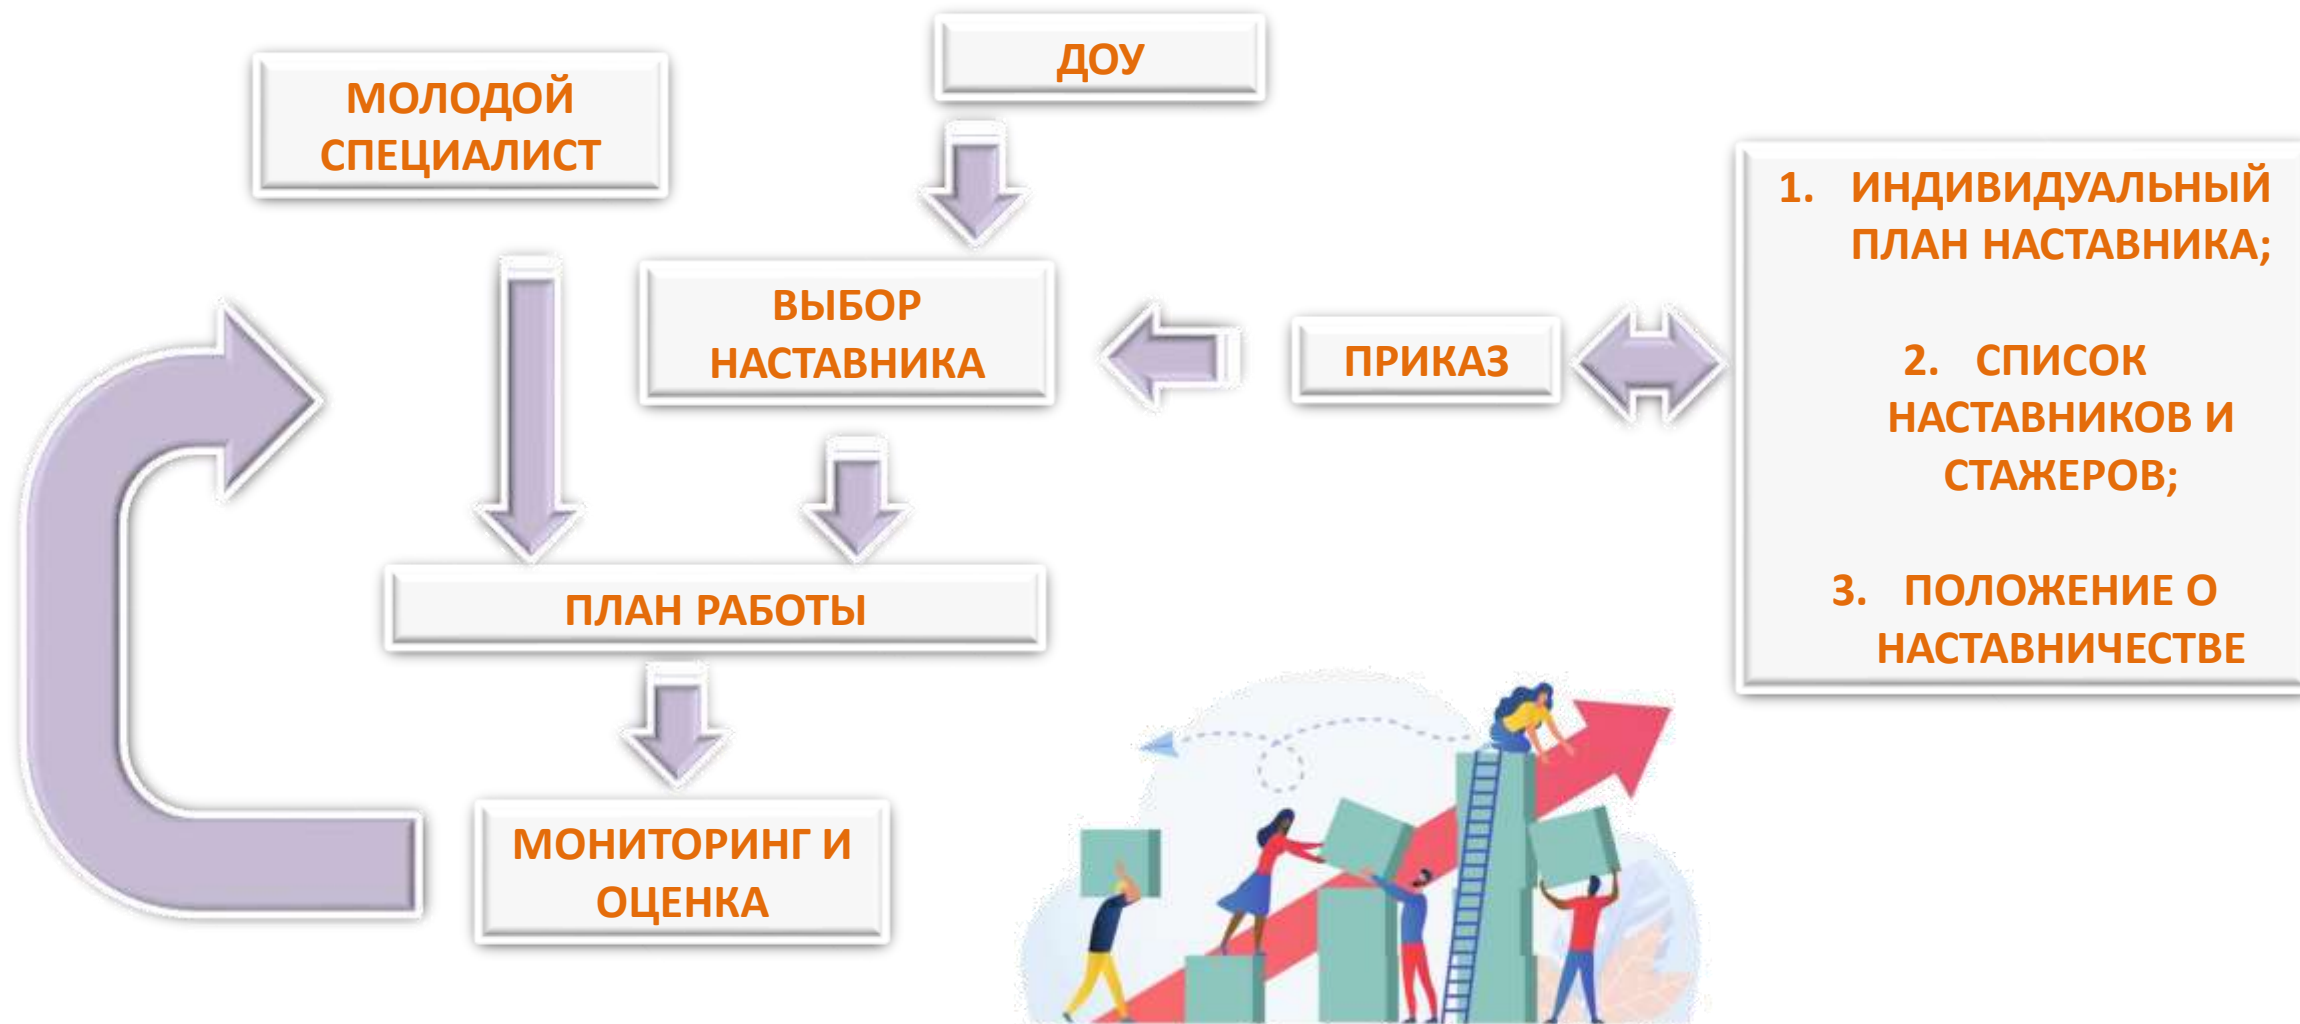 ДОУ
МОЛОДОЙ
СПЕЦИАЛИСТ
ВЫБОР
НАСТАВНИКА
ПРИКАЗ
1. ИНДИВИДУАЛЬНЫЙ
ПЛАН НАСТАВНИКА;
2. СПИСОК
НАСТАВНИКОВ И
СТАЖЕРОВ;
3. ПОЛОЖЕНИЕ О
НАСТАВНИЧЕСТВЕ
ПЛАН РАБОТЫ
МОНИТОРИНГ И
ОЦЕНКА